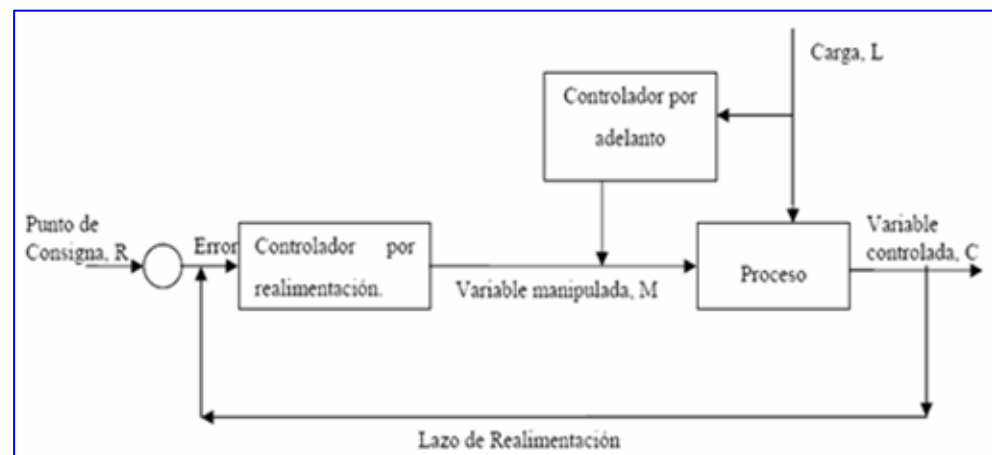 Carga, L
Controlador por
adelanto
Punto de
Consigna, R
Error
Controlador por
realimentación.
Variable manipulada, M
Proceso
Variable
controlada, C
Lazo de Realimentación